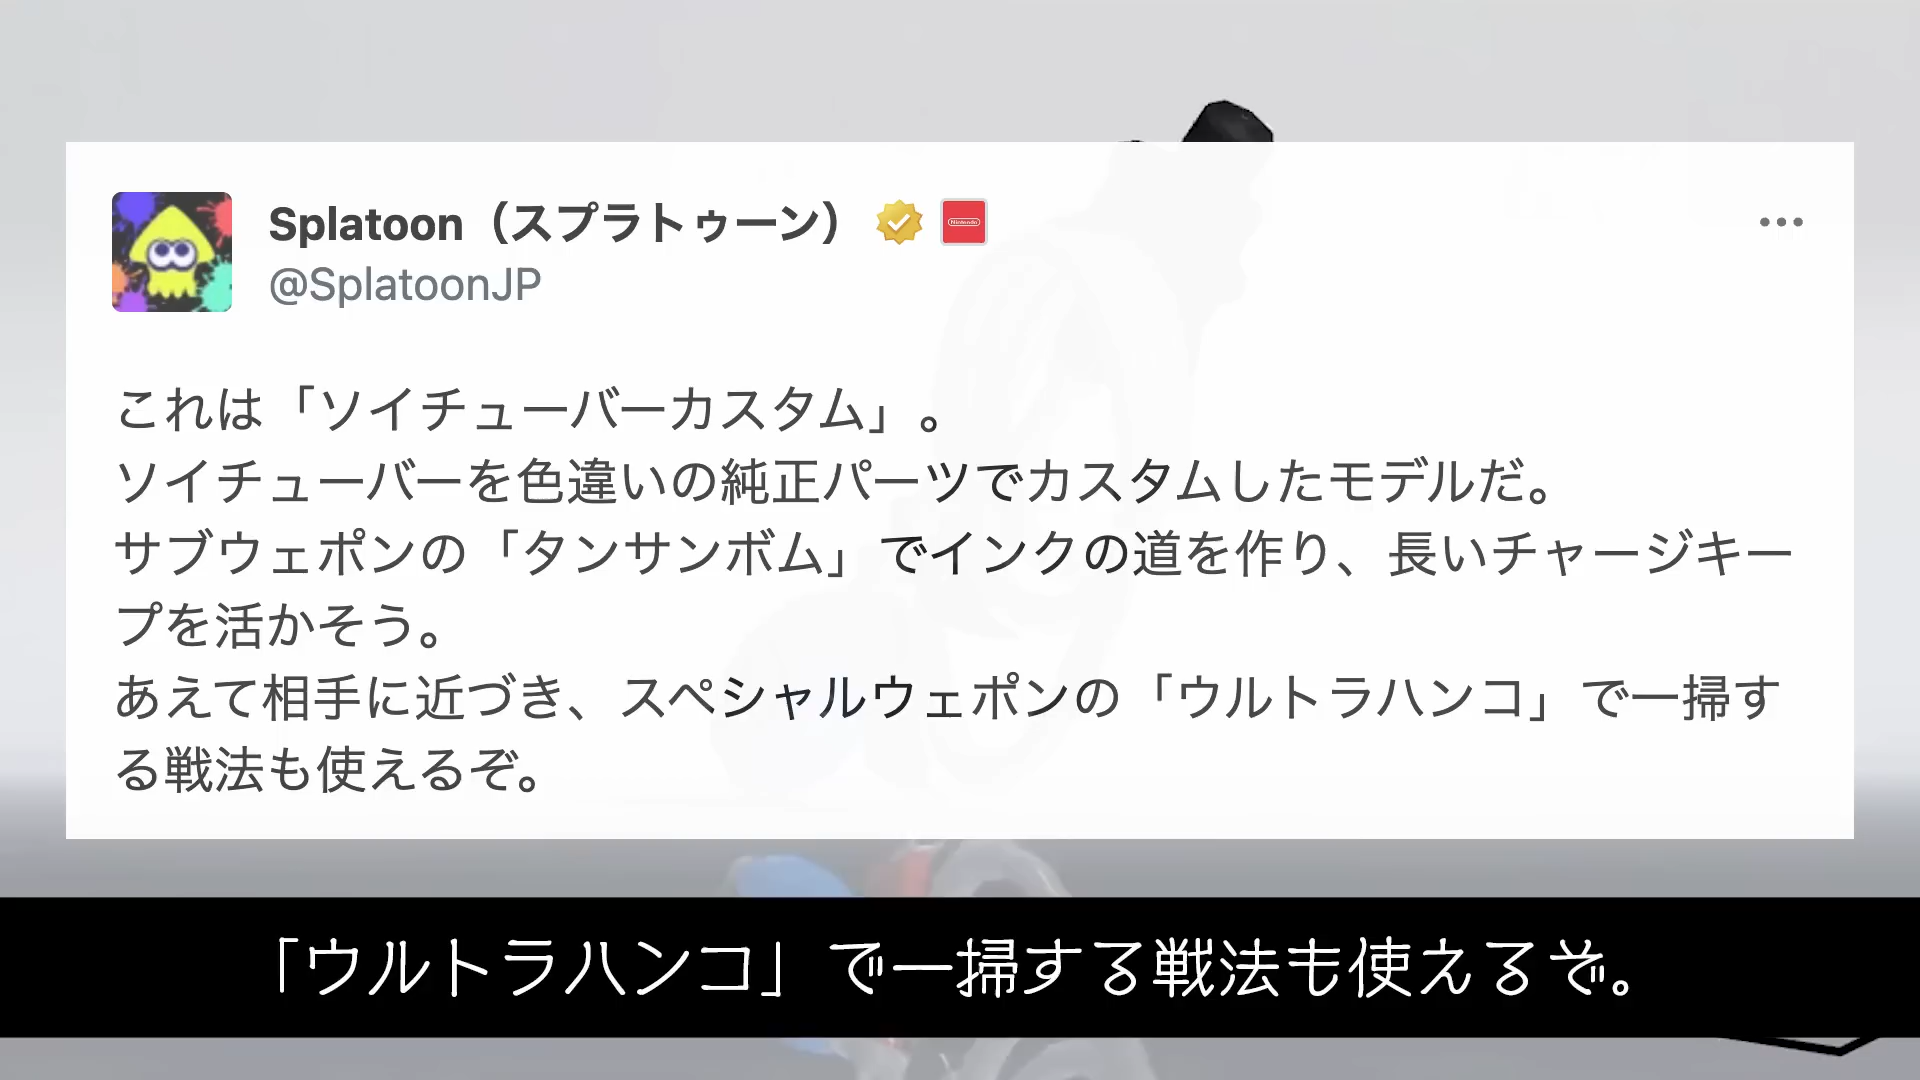 Splatoon（スプラトゥーン）
Nintendo
@SplatoonJP
これは「ソイチューバーカスタム」。
ソイチューバーを色違いの純正パーツでカスタムしたモデルだ。
サブウェポンの「タンサンボム」でインクの道を作り、長いチャージキー
プを活かそう。
あえて相手に近づき、スペシャルウェポンの「ウルトラハンコ」で一掃す
る戦法も使えるぞ。
「ウルトラハンコ」で一掃する戦法も使えるぞ。